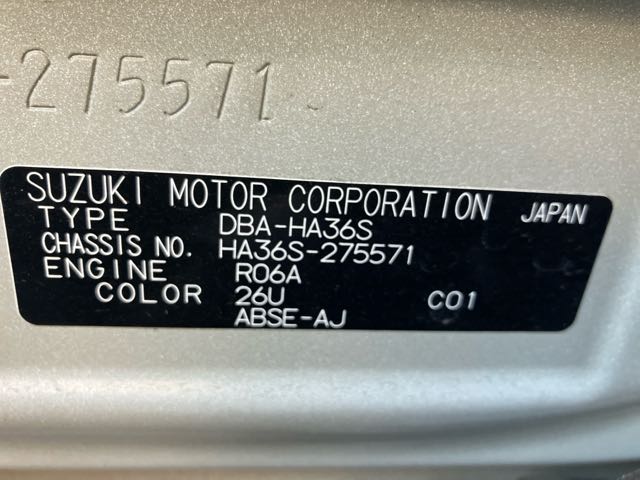 -275571
SUZUKI MOTOR CORPORATION JAPAN
TYPE DBA-HA36S
CHASSIS NO. HA36S-275571
ENGINE R06A
COLOR 26U C01
ABSE-AJ